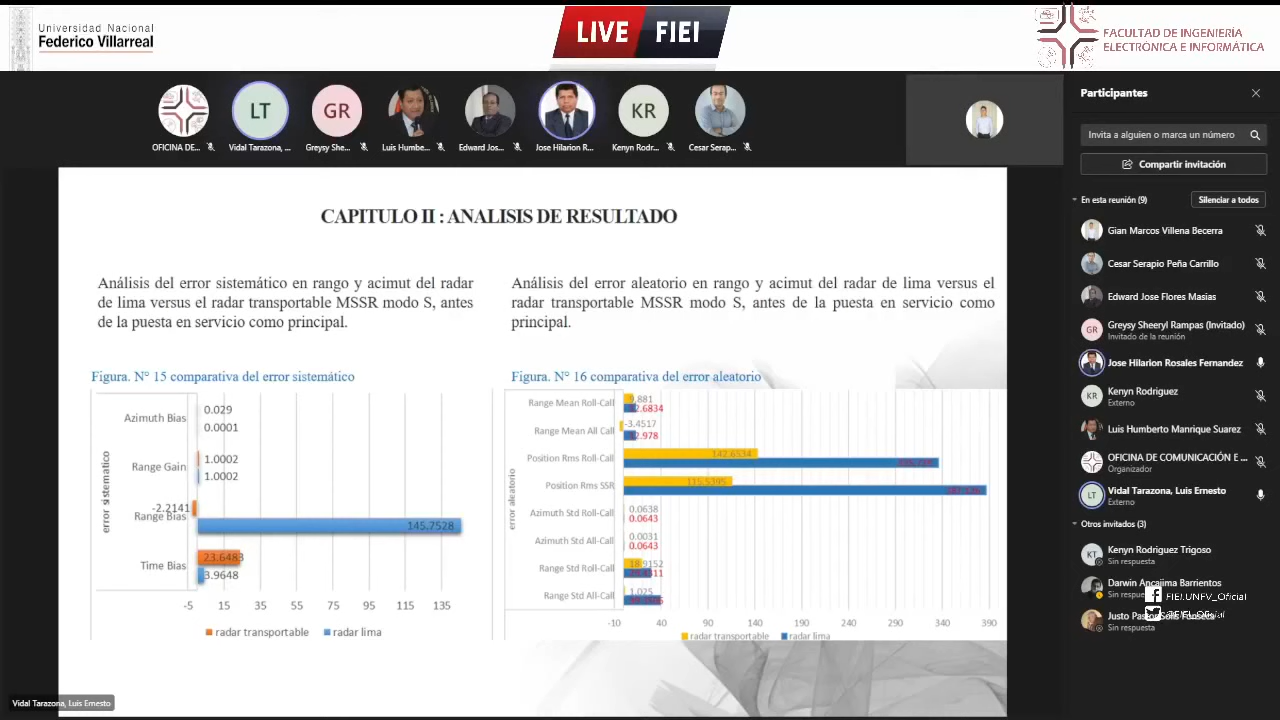 Universidad Nacional
Federico Villarreal
LIVE FIEI
FACULTAD DE INGENIERÍA
ELECTRÓNICA E INFORMÁTICA
LT
GR
KR
OFICINA DE...
Vidal Tarazona, ...
Greysy She...
Luis Humbe...
Edward Jos...
Jose Hilarion R...
Kenyn Rodr...
Cesar Serap...
CAPITULO II : ANALISIS DE RESULTADO
Análisis del error sistemático en rango y acimut del radar
de lima versus el radar transportable MSSR modo S, antes
de la puesta en servicio como principal.
Análisis del error aleatorio en rango y acimut del radar de lima versus el
radar transportable MSSR modo S, antes de la puesta en servicio como
principal.
Figura. N° 15 comparativa del error sistemático
error sistematico
Azimuth Bias
0.029
0.0001
Range Gain
1.0002
1.0002
-2.2141
Range Bias
145.7528
Time Bias
23.6483
3.9648
-5 15 35 55 75 95 115 135
radar transportable radar lima
Figura. N° 16 comparativa del error aleatorio
error aleatorio
Range Mean Roll-Call
Range Mean All Call
-3.4517
Position Rms Roll-Call
142.6534
Position Rms SSR
115.5395
Azimuth Std Roll-Call
0.0638
0.0643
Azimuth Std All-Call
0.0031
0.0643
Range Std Roll-Call
18.9152
Range Std All-Call
1.025
-10 40 90 140 190 240 290 340 390
radar transportable radar lima
Participantes
Invita a alguien o marca un número
Compartir invitación
En esta reunión (9)
Silenciar a todos
Gian Marcos Villena Becerra
Cesar Serapio Peña Carrillo
Edward Jose Flores Masias
GR
Greysy Sheeryl Rampas (Invitado)
Invitado de la reunión
Jose Hilarion Rosales Fernandez
KR
Kenyn Rodriguez
Externo
Luis Humberto Manrique Suarez
OFICINA DE COMUNICACIÓN E ...
Organizador
LT
Vidal Tarazona, Luis Ernesto
Externo
Otros invitados (3)
KT
Kenyn Rodriguez Trigoso
Sin respuesta
Darwin Ancajima Barrientos
Sin respuesta
FIEI.UNFV_Oficial
Sin respuesta
Vidal Tarazona, Luis Ernesto